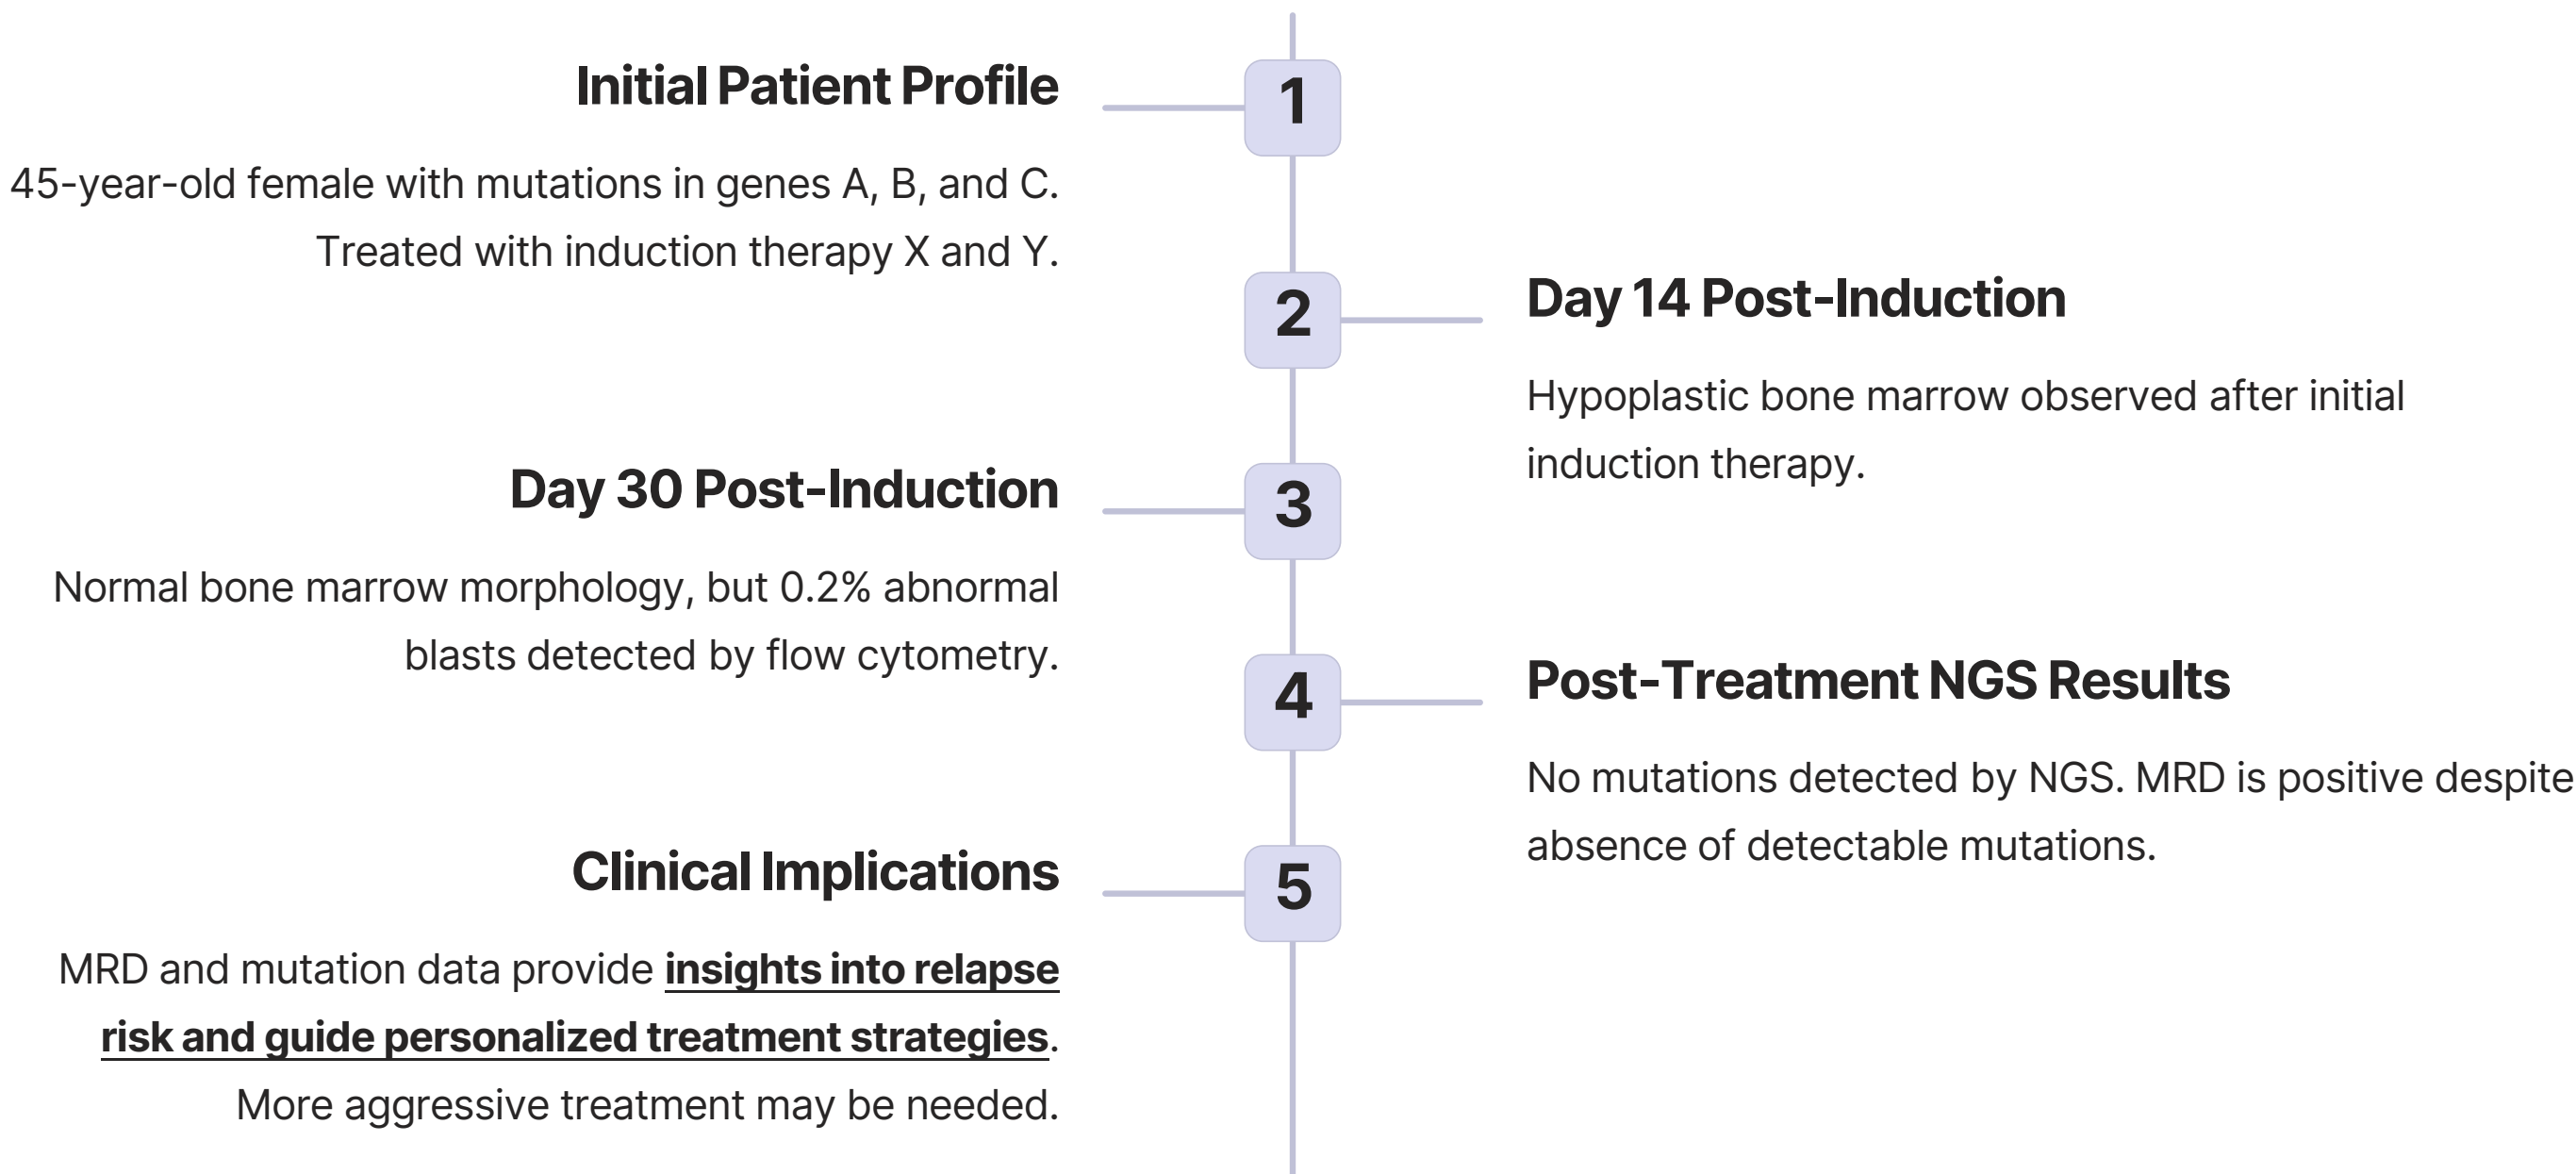 1
Initial Patient Profile
45-year-old female with mutations in genes A, B, and C.
Treated with induction therapy X and Y.
2
Day 14 Post-Induction
Hypoplastic bone marrow observed after initial
induction therapy.
3
Day 30 Post-Induction
Normal bone marrow morphology, but 0.2% abnormal
blasts detected by flow cytometry.
4
Post-Treatment NGS Results
No mutations detected by NGS. MRD is positive despite
absence of detectable mutations.
5
Clinical Implications
MRD and mutation data provide insights into relapse
risk and guide personalized treatment strategies.
More aggressive treatment may be needed.